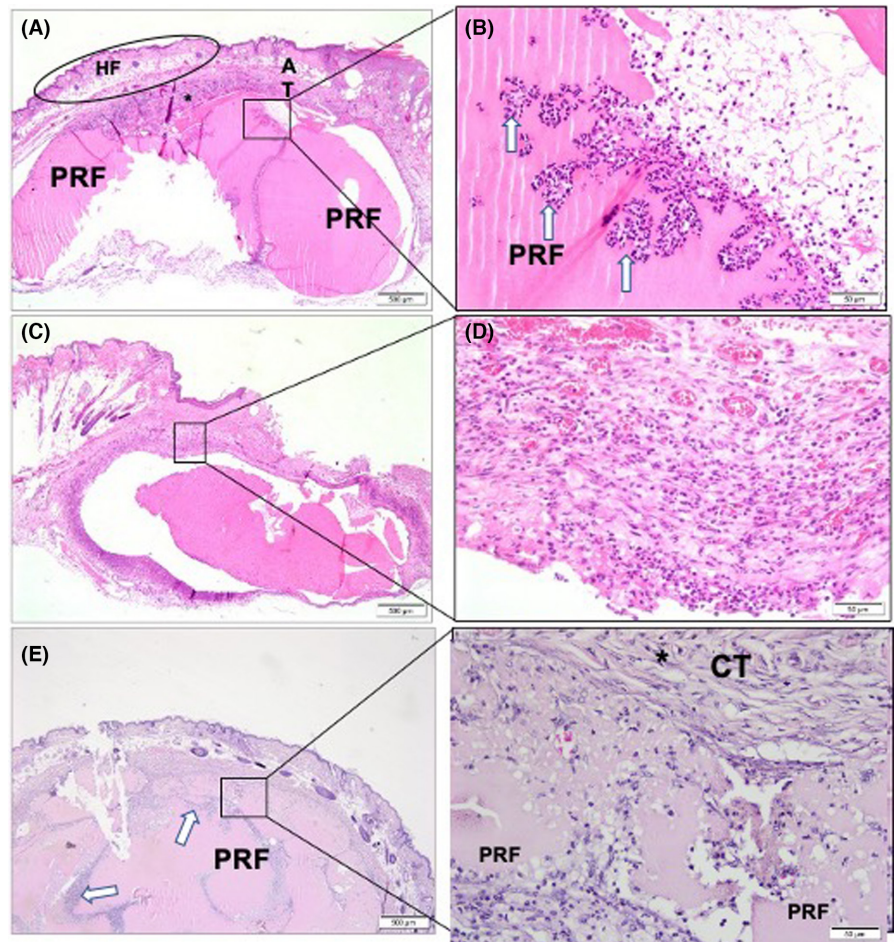 (A)
HF
A
T
*
PRF
PRF
500 µm
(B)
PRF
50 µm
(C)
500 µm
(D)
50 µm
(E)
PRF
500 µm
*
CT
PRF
PRF
50 µm